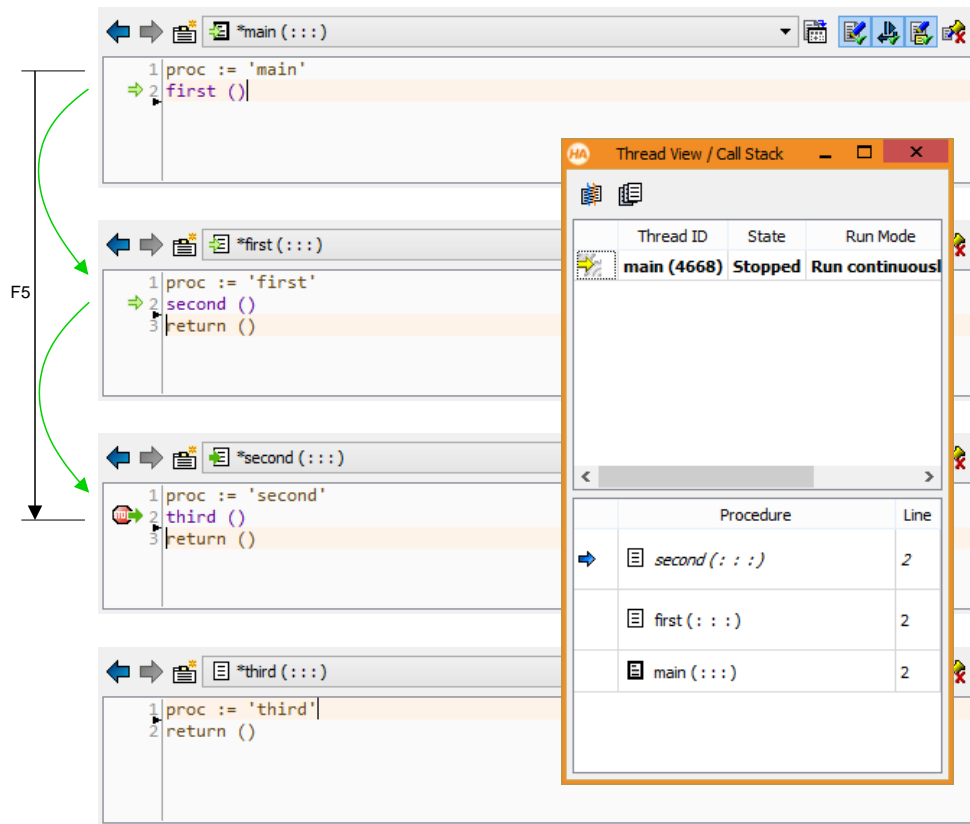 *main (:::)
1 proc := 'main'
2 first ()
HA Thread View / Call Stack
Thread ID State Run Mode
main (4668) Stopped Run continuousl
*first (:::)
1 proc := 'first'
2 second ()
3 return ()
F5
*second (:::)
1 proc := 'second'
2 third ()
3 return ()
Procedure Line
second (: : :) 2
first (: : :) 2
main (:::) 2
*third (:::)
1 proc := 'third'
2 return ()